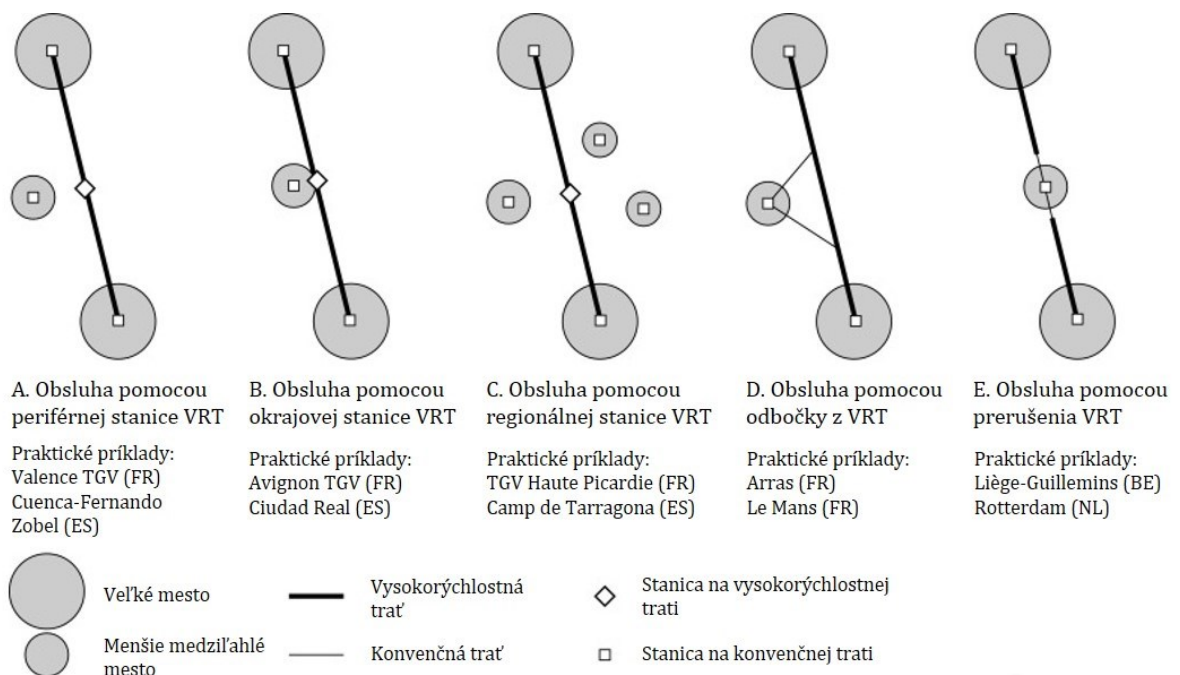 A. Obsluha pomocou
periférnej stanice VRT
Praktické príklady:
Valence TGV (FR)
Cuenca-Fernando
Zobel (ES)
B. Obsluha pomocou
okrajovej stanice VRT
Praktické príklady:
Avignon TGV (FR)
Ciudad Real (ES)
C. Obsluha pomocou
regionálnej stanice VRT
Praktické príklady:
TGV Haute Picardie (FR)
Camp de Tarragona (ES)
D. Obsluha pomocou
odbočky z VRT
Praktické príklady:
Arras (FR)
Le Mans (FR)
E. Obsluha pomocou
prerušenia VRT
Praktické príklady:
Liège-Guillemins (BE)
Rotterdam (NL)
Veľké mesto
Vysokorýchlostná
trať
Stanica na vysokorýchlostnej
trati
Menšie medziľahlé
mesto
Konvenčná trať
Stanica na konvenčnej trati